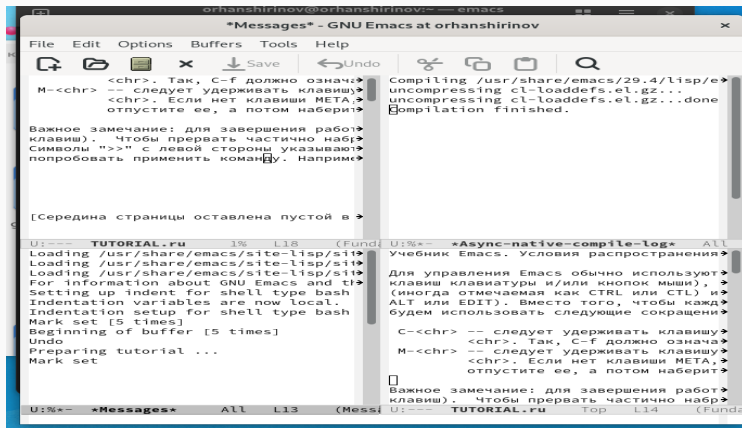 orhanshirinov@orhanshirinov:~ — emacs
*Messages* - GNU Emacs at orhanshirinov
File Edit Options Buffers Tools Help
Save Undo
<chr>. Так, C-f должно означа
M-<chr> -- следует удерживать клавишу
<chr>. Если нет клавиши META,
отпустите ее, а потом наберит
Важное замечание: для завершения работ
клавиш). Чтобы прервать частично набр
Символы ">>" с левой стороны указывают
попробовать применить команду. Наприме
[Середина страницы оставлена пустой в
U:--- TUTORIAL.ru 1% L18 (Funda
Compiling /usr/share/emacs/29.4/lisp/e
uncompressing cl-loaddefs.el.gz...
uncompressing cl-loaddefs.el.gz...done
Compilation finished.
U:%*- *Async-native-compile-log* All
Loading /usr/share/emacs/site-lisp/sit
Loading /usr/share/emacs/site-lisp/sit
Loading /usr/share/emacs/site-lisp/sit
For information about GNU Emacs and th
Setting up indent for shell type bash
Indentation variables are now local.
Indentation setup for shell type bash
Mark set [5 times]
Beginning of buffer [5 times]
Undo
Preparing tutorial ...
Mark set
U:%*- *Messages* All L13 (Messa
Учебник Emacs. Условия распространения
Для управления Emacs обычно используют
клавиш клавиатуры и/или кнопок мыши),
(иногда отмечаемая как CTRL или CTL) и
ALT или EDIT). Вместо того, чтобы кажд
будем использовать следующие сокращени
C-<chr> -- следует удерживать клавишу
<chr>. Так, C-f должно означа
M-<chr> -- следует удерживать клавишу
<chr>. Если нет клавиши META,
отпустите ее, а потом наберит
Важное замечание: для завершения работ
клавиш). Чтобы прервать частично набр
U:--- TUTORIAL.ru Top L14 (Funda